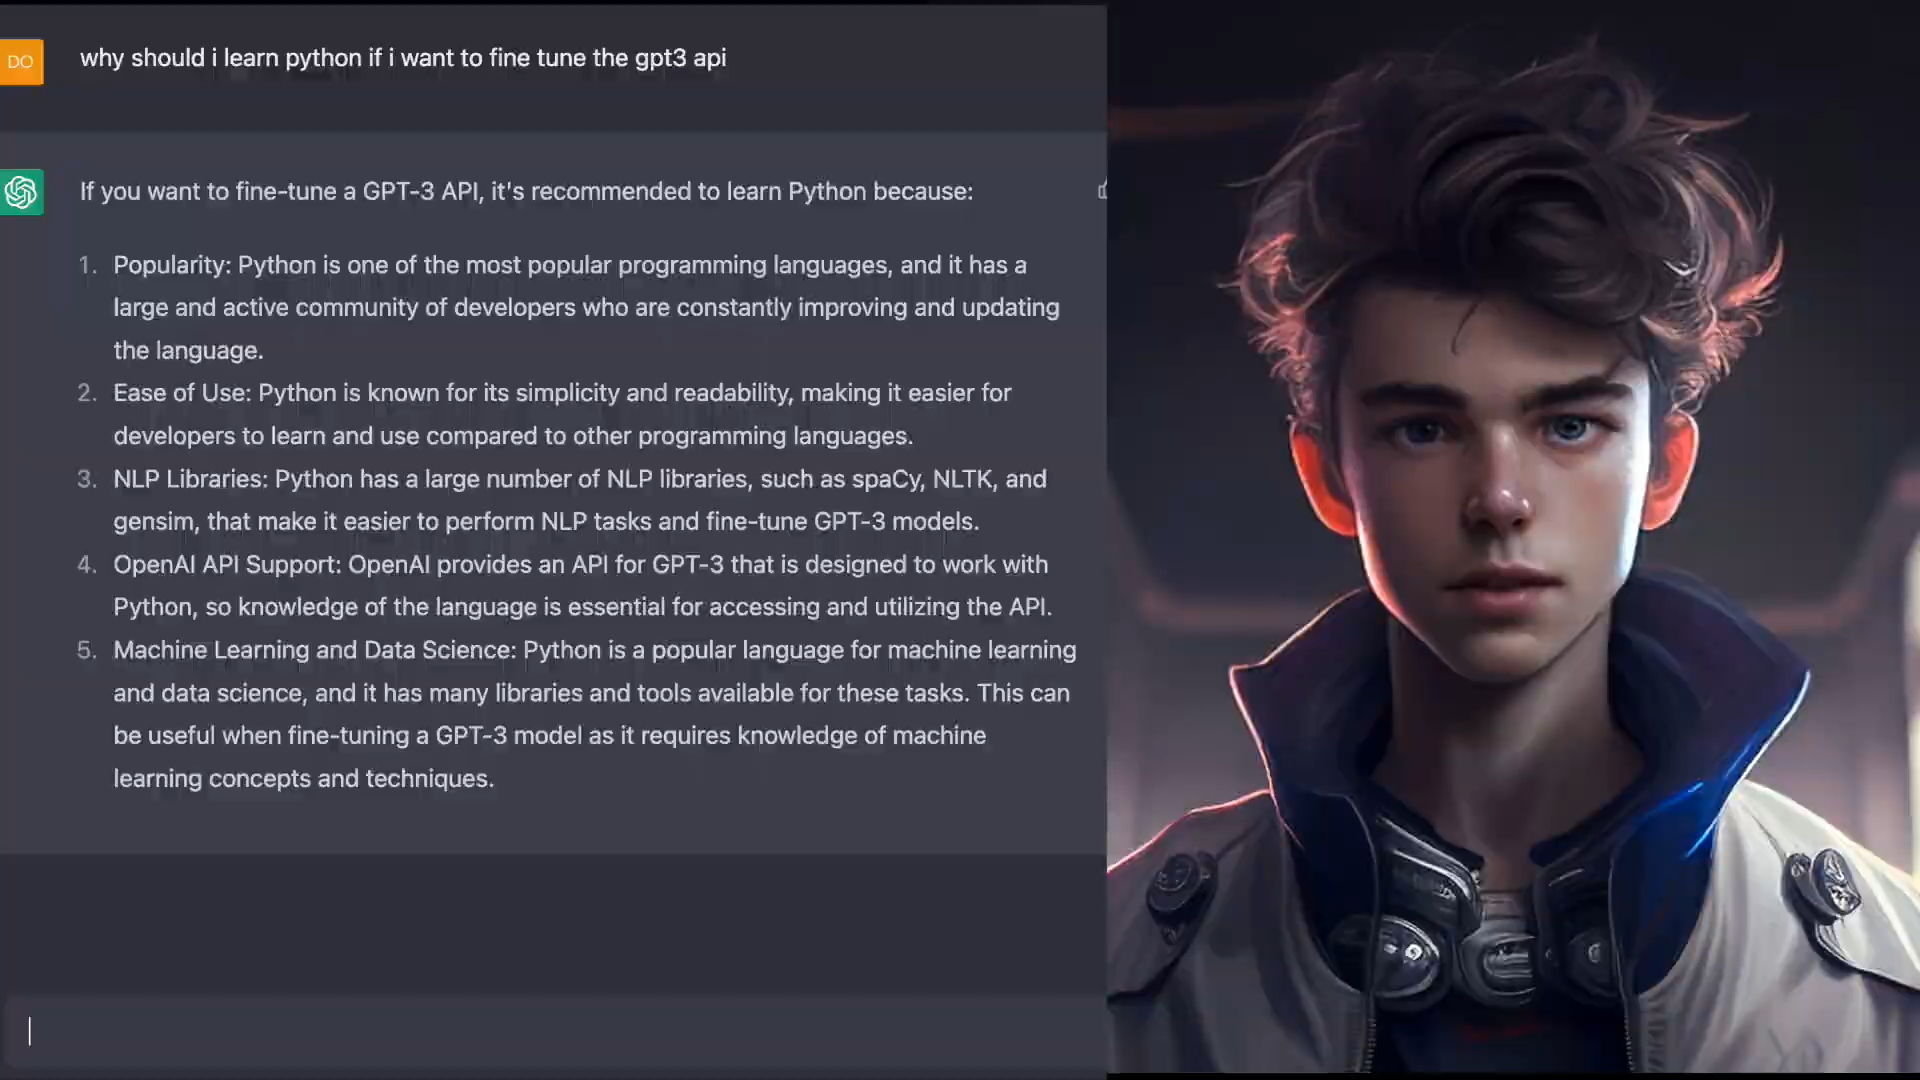 DO
why should i learn python if i want to fine tune the gpt3 api
If you want to fine-tune a GPT-3 API, it's recommended to learn Python because:
1. Popularity: Python is one of the most popular programming languages, and it has a
large and active community of developers who are constantly improving and updating
the language.
2. Ease of Use: Python is known for its simplicity and readability, making it easier for
developers to learn and use compared to other programming languages.
3. NLP Libraries: Python has a large number of NLP libraries, such as spaCy, NLTK, and
gensim, that make it easier to perform NLP tasks and fine-tune GPT-3 models.
4. OpenAI API Support: OpenAI provides an API for GPT-3 that is designed to work with
Python, so knowledge of the language is essential for accessing and utilizing the API.
5. Machine Learning and Data Science: Python is a popular language for machine learning
and data science, and it has many libraries and tools available for these tasks. This can
be useful when fine-tuning a GPT-3 model as it requires knowledge of machine
learning concepts and techniques.